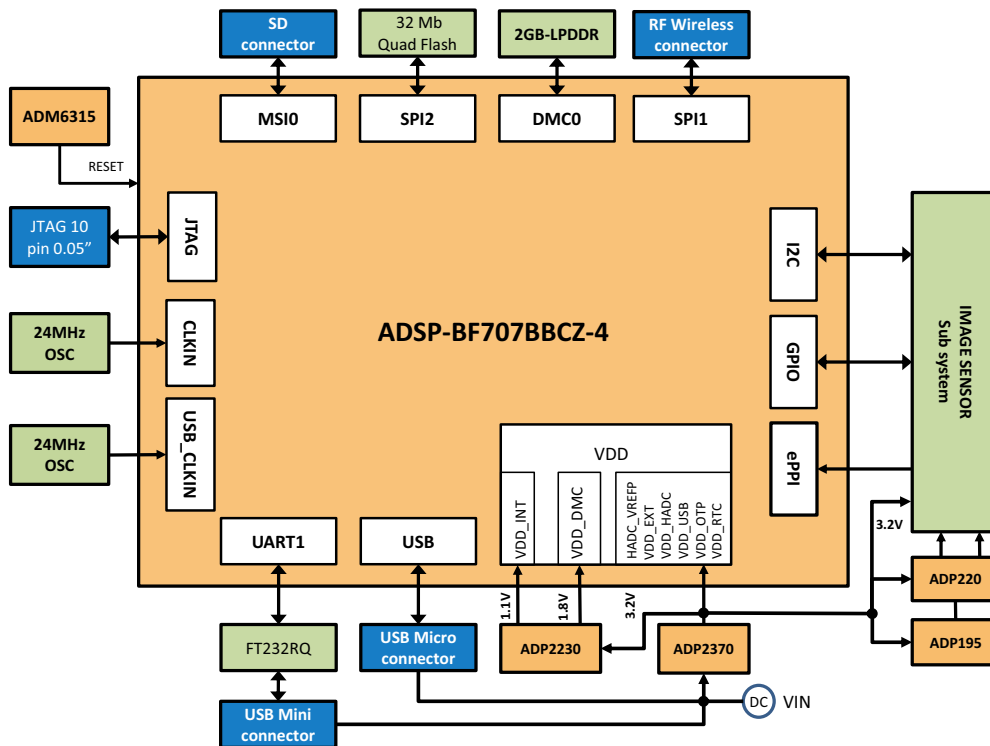 SD
connector
32 Mb
Quad Flash
2GB-LPDDR
RF Wireless
connector
ADM6315
MSI0
SPI2
DMC0
SPI1
RESET
JTAG 10
pin 0.05”
JTAG
I2C
24MHz
OSC
CLKIN
ADSP-BF707BBCZ-4
GPIO
IMAGE SENSOR
Sub system
24MHz
OSC
USB_CLKIN
ePPI
VDD
VDD_INT
VDD_DMC
HADC_VREFP
VDD_EXT
VDD_HADC
VDD_USB
VDD_OTP
VDD_RTC
3.2V
UART1
USB
1.1V
1.8V
3.2V
ADP220
FT232RQ
USB Micro
connector
ADP2230
ADP2370
ADP195
USB Mini
connector
DC
VIN